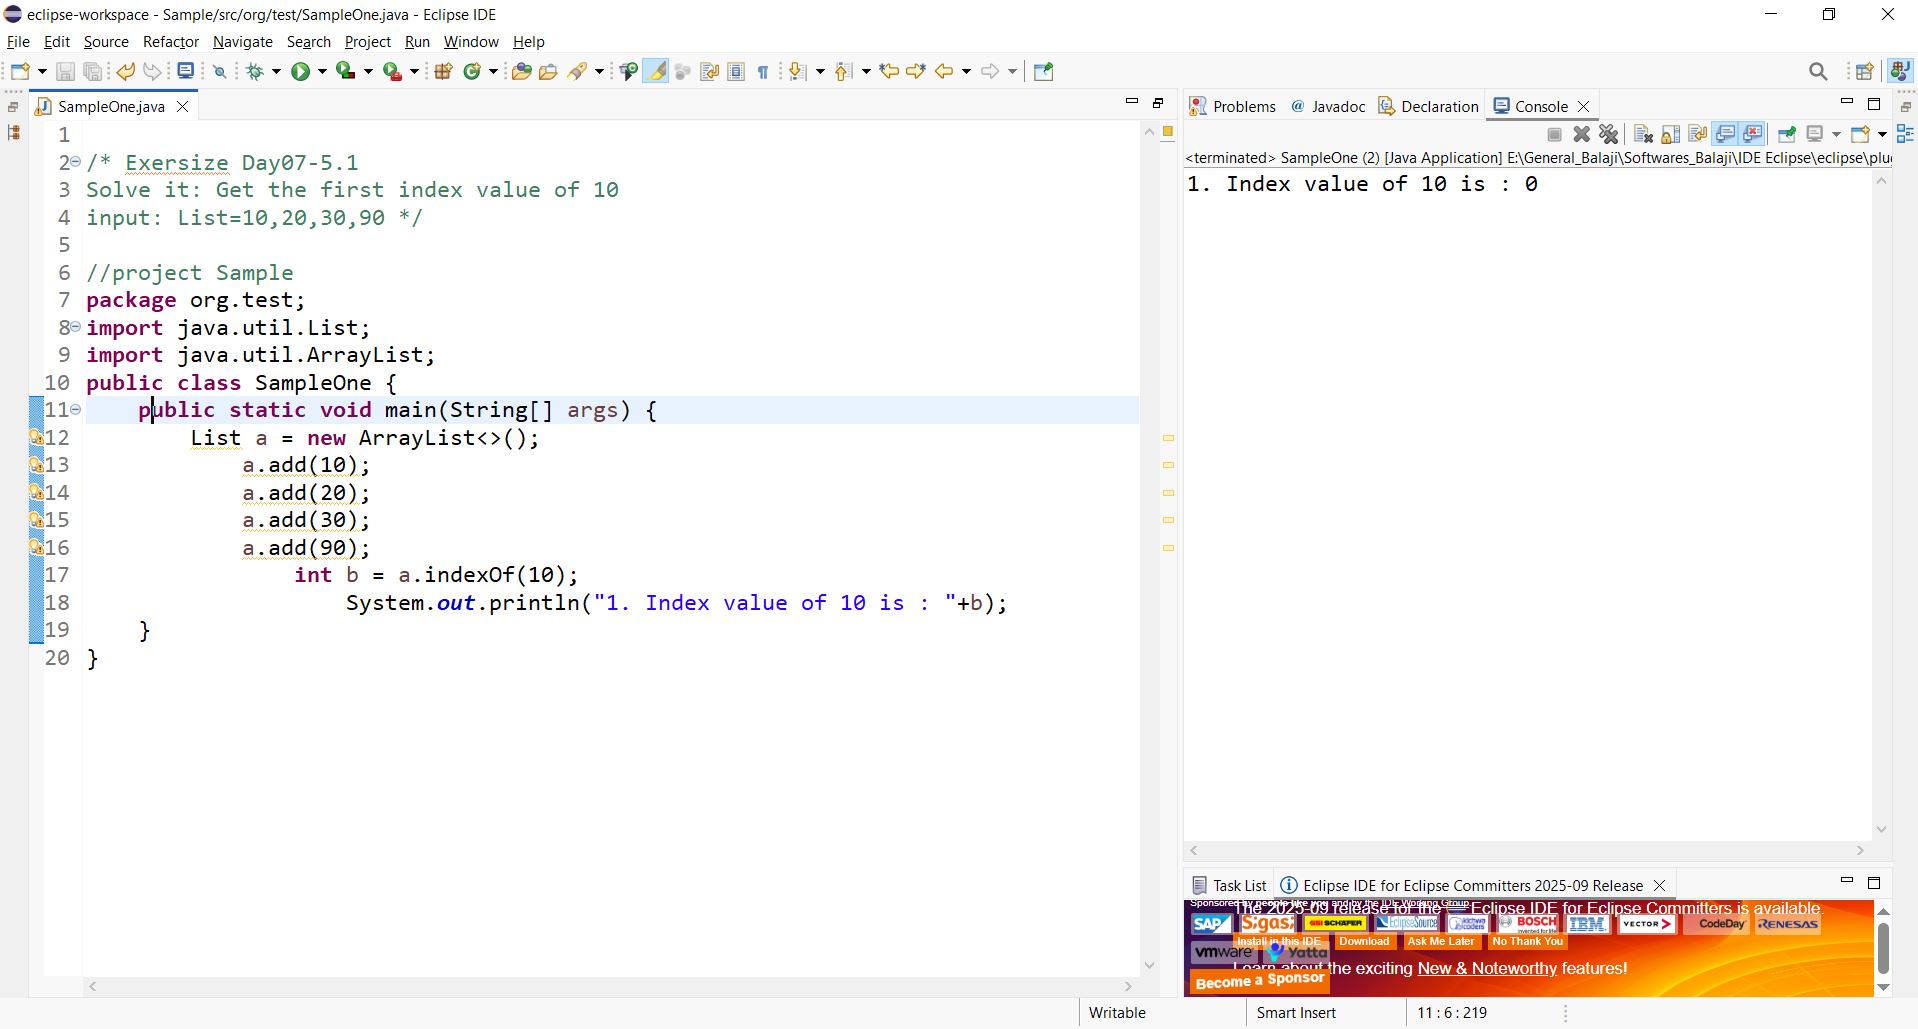 eclipse-workspace - Sample/src/org/test/SampleOne.java - Eclipse IDE
File Edit Source Refactor Navigate Search Project Run Window Help
SampleOne.java
1
2 /* Exersize Day07-5.1
3 Solve it: Get the first index value of 10
4 input: List=10,20,30,90 */
5
6 //project Sample
7 package org.test;
8 import java.util.List;
9 import java.util.ArrayList;
10 public class SampleOne {
11 public static void main(String[] args) {
12 List a = new ArrayList<>();
13 a.add(10);
14 a.add(20);
15 a.add(30);
16 a.add(90);
17 int b = a.indexOf(10);
18 System.out.println("1. Index value of 10 is : "+b);
19 }
20 }
Problems Javadoc Declaration Console
<terminated> SampleOne (2) [Java Application] E:\General_Balaji\Softwares_Balaji\IDE Eclipse\eclipse\plu
1. Index value of 10 is : 0
Task List Eclipse IDE for Eclipse Committers 2025-09 Release
Sponsored by people like you and by the IDE Working Group
The 2025-09 release for the Eclipse IDE for Eclipse Committers is available.
SAP Sigasi SCHAEFER EclipseSource BOSCH IBM VECTOR CodeDay RENESAS
Install in this IDE Download Ask Me Later No Thank You
vmware Yatta
Learn about the exciting New & Noteworthy features!
Become a Sponsor
Writable Smart Insert 11 : 6 : 219